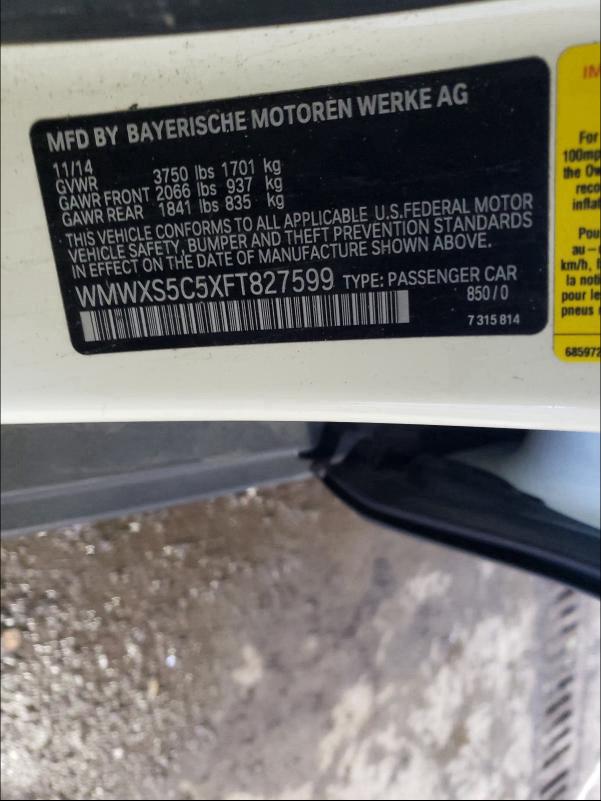 MFD BY BAYERISCHE MOTOREN WERKE AG
11/14
GVWR 3750 lbs 1701 kg
GAWR FRONT 2066 lbs 937 kg
GAWR REAR 1841 lbs 835 kg
THIS VEHICLE CONFORMS TO ALL APPLICABLE U.S.FEDERAL MOTOR
VEHICLE SAFETY, BUMPER AND THEFT PREVENTION STANDARDS
IN EFFECT ON THE DATE OF MANUFACTURE SHOWN ABOVE.
WMWXS5C5XFT827599 TYPE: PASSENGER CAR
850/0
7 315 814
IM
For
100mp
the Ow
reco
inflat
Pou
au –
km/h, l
la noti
pour le
pneus
685972